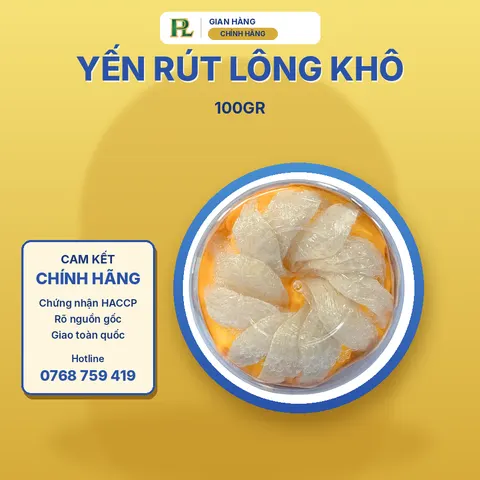 PL
GIAN HÀNG
CHÍNH HÃNG
YẾN RÚT LÔNG KHÔ
100GR
CAM KẾT
CHÍNH HÃNG
Chứng nhận HACCP
Rõ nguồn gốc
Giao toàn quốc
Hotline
0768 759 419